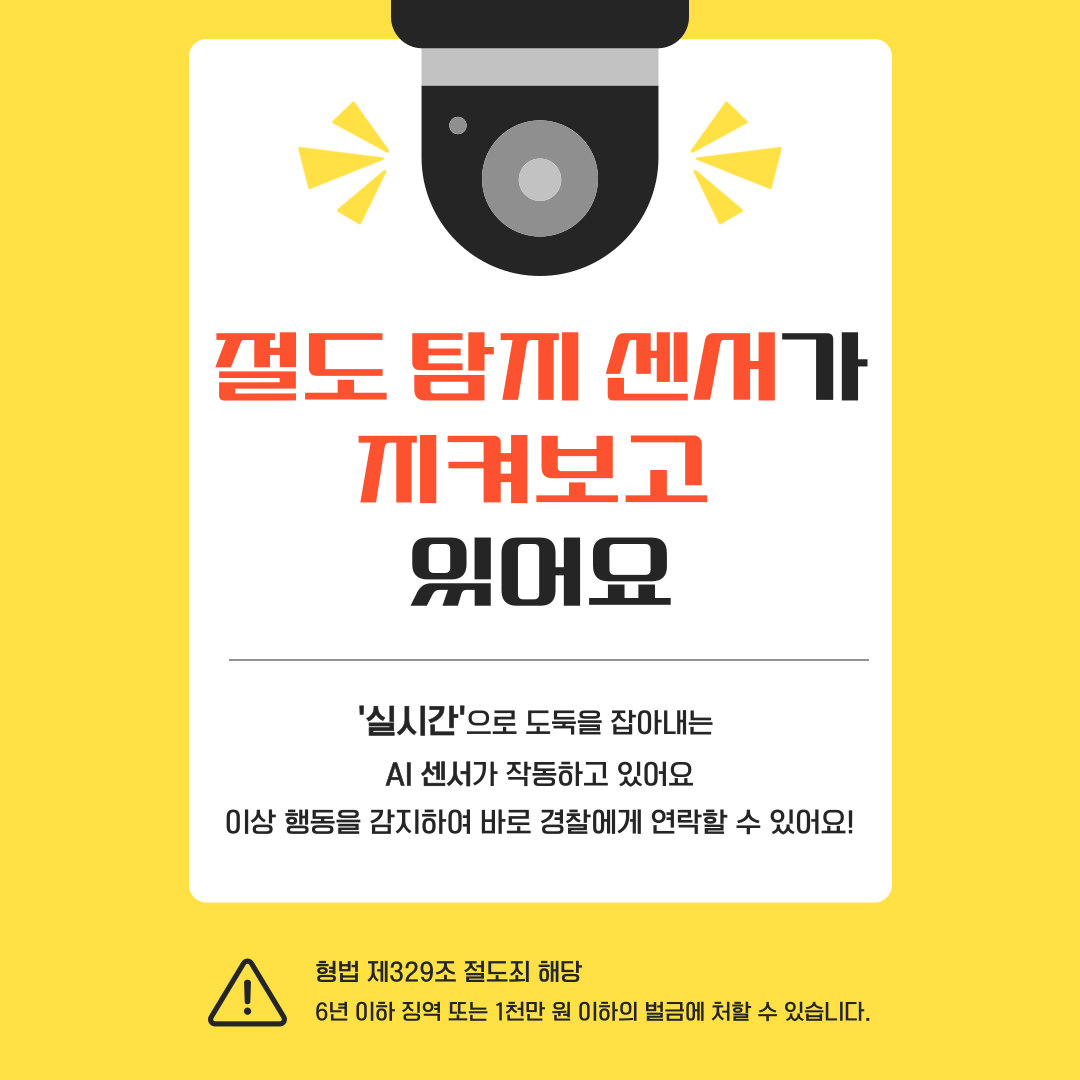 절도 탐지 센서가
지켜보고
있어요
'실시간'으로 도둑을 잡아내는
AI 센서가 작동하고 있어요
이상 행동을 감지하여 바로 경찰에게 연락할 수 있어요!
형법 제329조 절도죄 해당
6년 이하 징역 또는 1천만 원 이하의 벌금에 처할 수 있습니다.